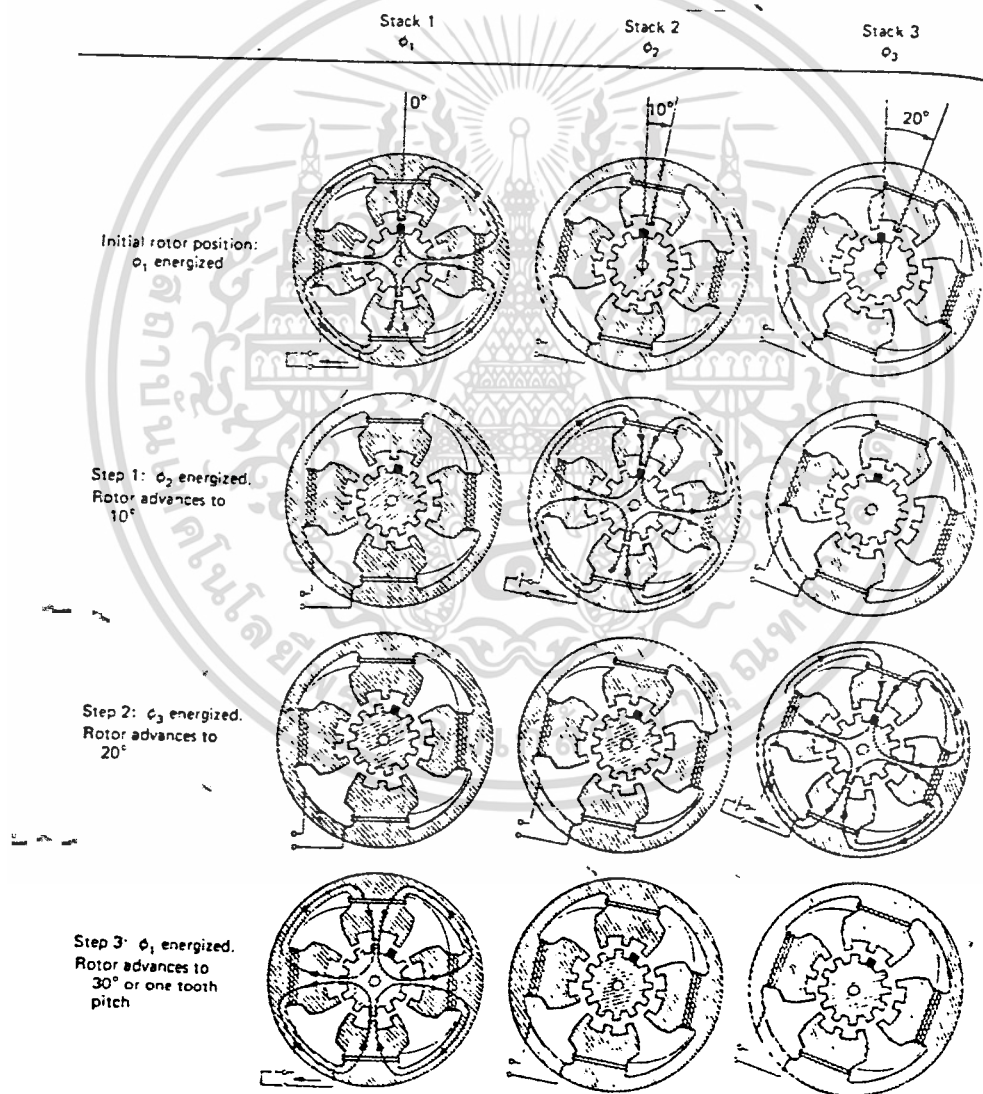 Stack 1
ϕ₁
Stack 2
ϕ₂
Stack 3
ϕ₃
0°
10°
20°
Initial rotor position:
ϕ₁ energized
Step 1: ϕ₂ energized.
Rotor advances to
10°
Step 2: ϕ₃ energized.
Rotor advances to
20°
Step 3: ϕ₁ energized.
Rotor advances to
30° or one tooth
pitch